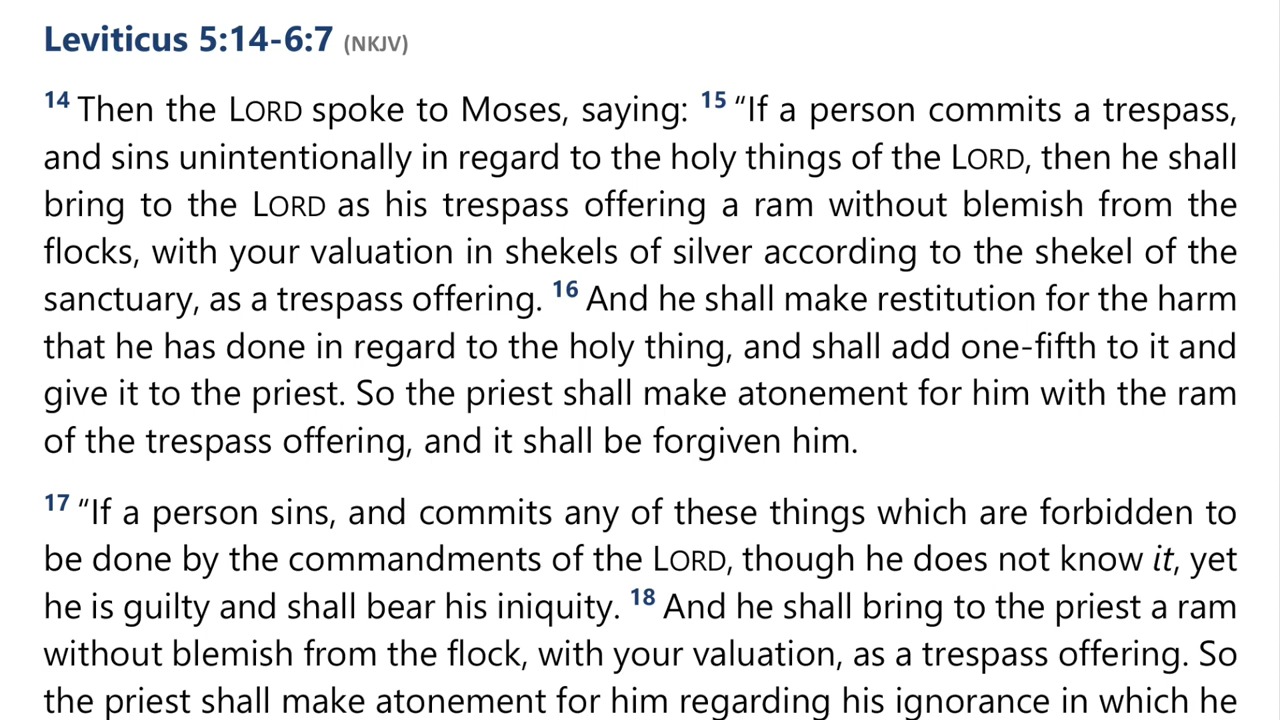 Leviticus 5:14-6:7 (NKJV)
14 Then the LORD spoke to Moses, saying: 15 “If a person commits a trespass,
and sins unintentionally in regard to the holy things of the LORD, then he shall
bring to the LORD as his trespass offering a ram without blemish from the
flocks, with your valuation in shekels of silver according to the shekel of the
sanctuary, as a trespass offering. 16 And he shall make restitution for the harm
that he has done in regard to the holy thing, and shall add one-fifth to it and
give it to the priest. So the priest shall make atonement for him with the ram
of the trespass offering, and it shall be forgiven him.
17 “If a person sins, and commits any of these things which are forbidden to
be done by the commandments of the LORD, though he does not know it, yet
he is guilty and shall bear his iniquity. 18 And he shall bring to the priest a ram
without blemish from the flock, with your valuation, as a trespass offering. So
the priest shall make atonement for him regarding his ignorance in which he